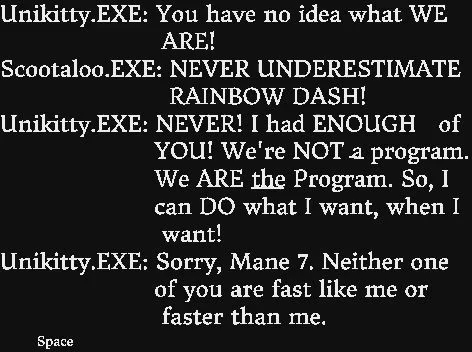 Unikitty.EXE: You have no idea what WE
ARE!
Scootaloo.EXE: NEVER UNDERESTIMATE
RAINBOW DASH!
Unikitty.EXE: NEVER! I had ENOUGH of
YOU! We're NOT a program.
We ARE the Program. So, I
can DO what I want, when I
want!
Unikitty.EXE: Sorry, Mane 7. Neither one
of you are fast like me or
faster than me.
Space